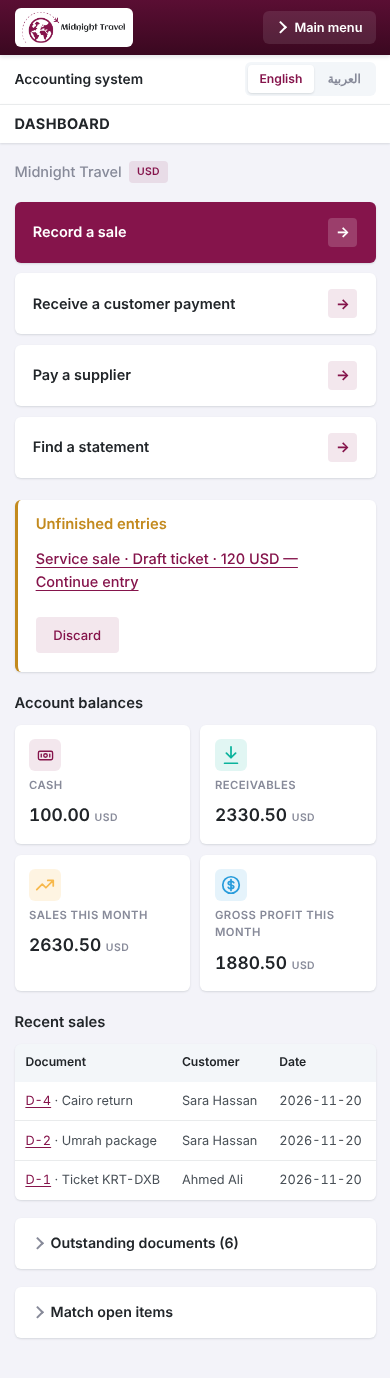 Midnight Travel
Main menu
Accounting system
English
العربية
DASHBOARD
Midnight Travel USD
Record a sale
Receive a customer payment
Pay a supplier
Find a statement
Unfinished entries
Service sale · Draft ticket · 120 USD —
Continue entry
Discard
Account balances
CASH
100.00 USD
RECEIVABLES
2330.50 USD
SALES THIS MONTH
2630.50 USD
GROSS PROFIT THIS
MONTH
1880.50 USD
Recent sales
Document Customer Date
D-4 · Cairo return Sara Hassan 2026-11-20
D-2 · Umrah package Sara Hassan 2026-11-20
D-1 · Ticket KRT-DXB Ahmed Ali 2026-11-20
Outstanding documents (6)
Match open items